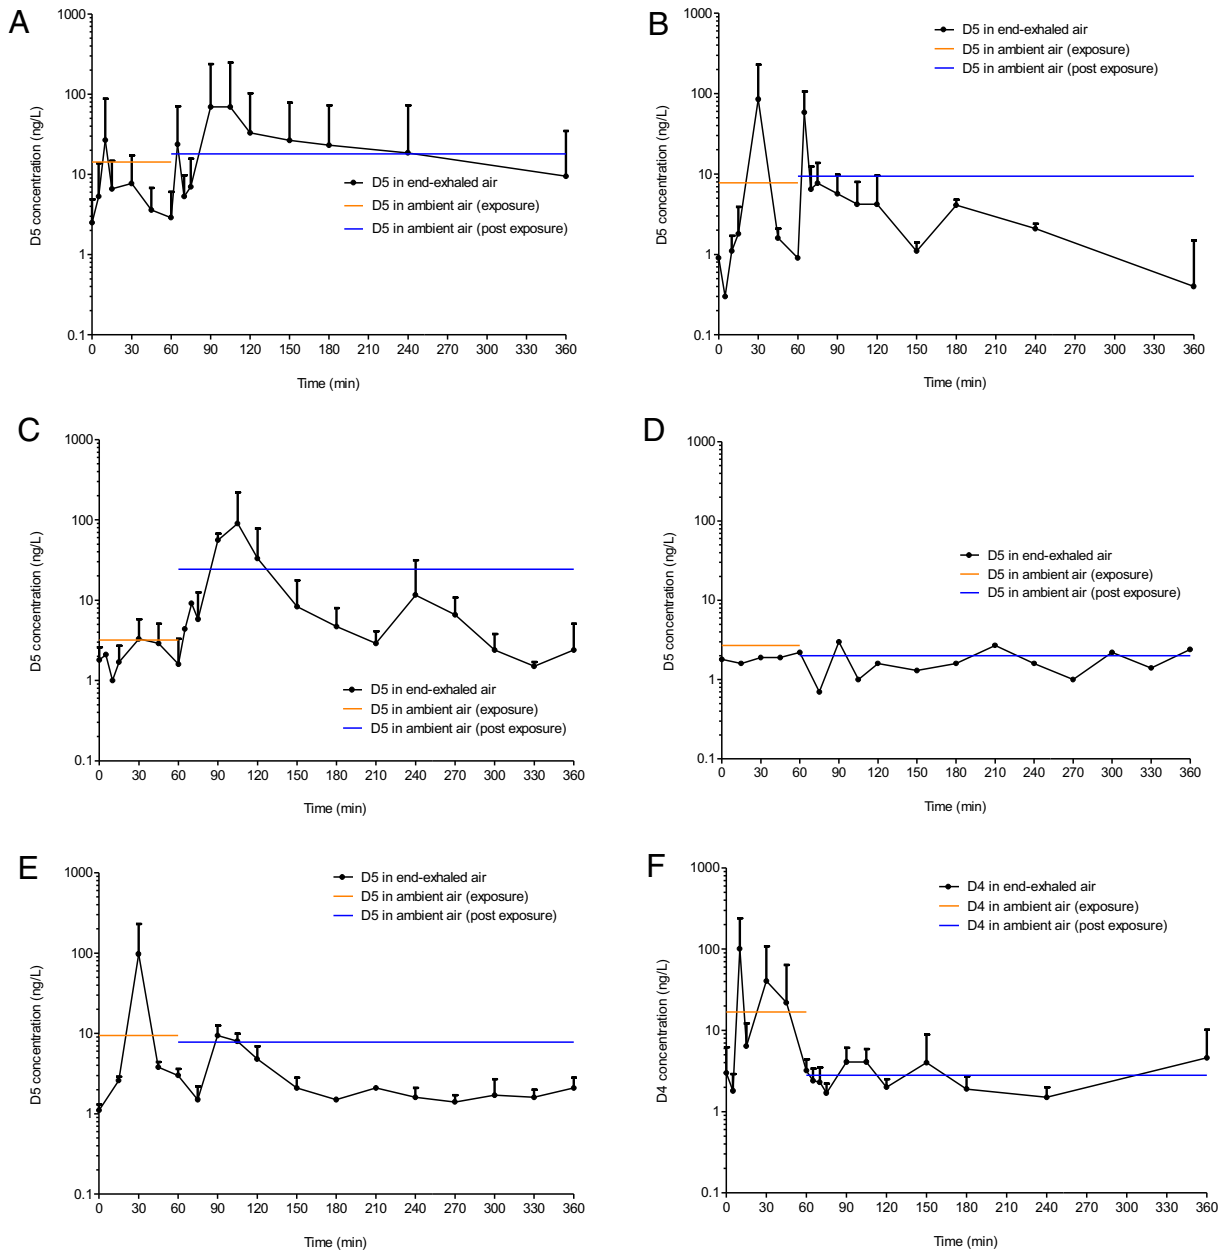 A
1000
100
10
1
0.1
D5 concentration (ng/L)
D5 in end-exhaled air
D5 in ambient air (exposure)
D5 in ambient air (post exposure)
0 30 60 90 120 150 180 210 240 270 300 330 360
Time (min)
B
1000
100
10
1
0.1
D5 concentration (ng/L)
D5 in end-exhaled air
D5 in ambient air (exposure)
D5 in ambient air (post exposure)
0 30 60 90 120 150 180 210 240 270 300 330 360
Time (min)
C
1000
100
10
1
0.1
D5 concentration (ng/L)
D5 in end-exhaled air
D5 in ambient air (exposure)
D5 in ambient air (post exposure)
0 30 60 90 120 150 180 210 240 270 300 330 360
Time (min)
D
1000
100
10
1
0.1
D5 concentration (ng/L)
D5 in end-exhaled air
D5 in ambient air (exposure)
D5 in ambient air (post exposure)
0 30 60 90 120 150 180 210 240 270 300 330 360
Time (min)
E
1000
100
10
1
0.1
D5 concentration (ng/L)
D5 in end-exhaled air
D5 in ambient air (exposure)
D5 in ambient air (post exposure)
0 30 60 90 120 150 180 210 240 270 300 330 360
Time (min)
F
1000
100
10
1
0.1
D4 concentration (ng/L)
D4 in end-exhaled air
D4 in ambient air (exposure)
D4 in ambient air (post exposure)
0 30 60 90 120 150 180 210 240 270 300 330 360
Time (min)